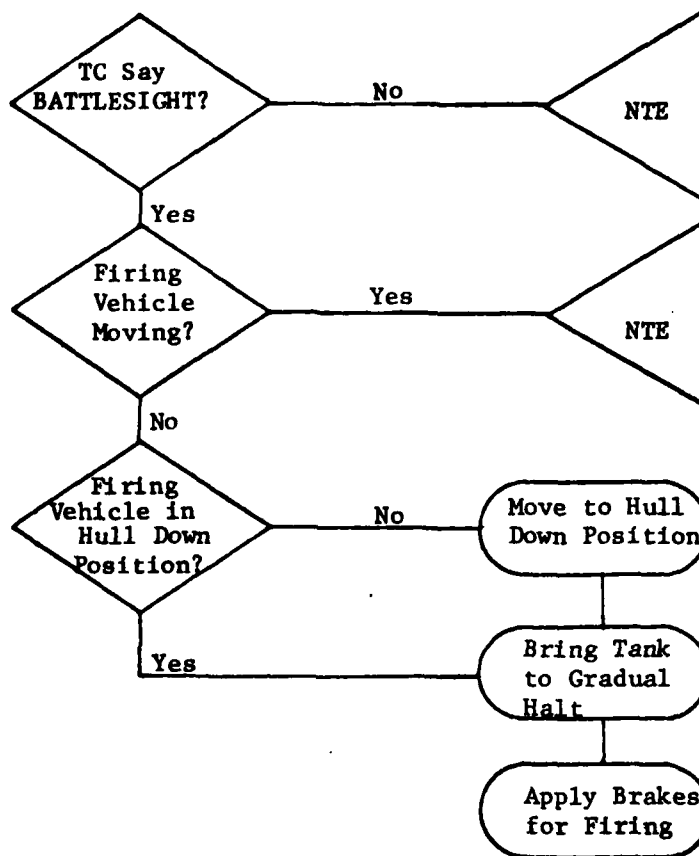 TC Say
BATTLESIGHT?
No
NTE
Yes
Firing
Vehicle
Moving?
Yes
NTE
No
Firing
Vehicle in
Hull Down
Position?
No
Move to Hull
Down Position
Yes
Bring Tank
to Gradual
Halt
Apply Brakes
for Firing